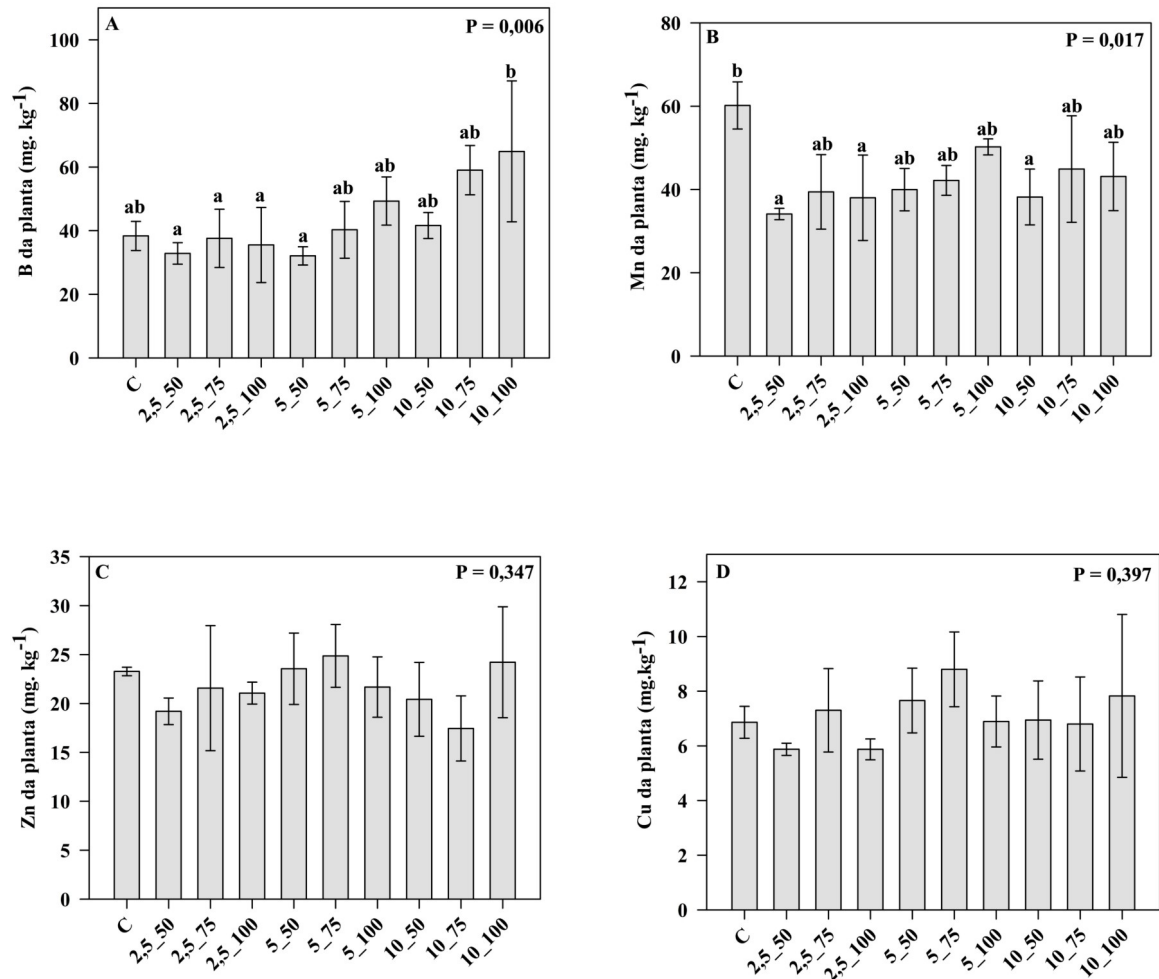 A
P = 0,006
B da planta (mg. kg-1)
100
80
60
40
20
0
ab
a
a
a
a
ab
ab
ab
ab
b
C
2,5_50
2,5_75
2,5_100
5_50
5_75
5_100
10_50
10_75
10_100
B
P = 0,017
Mn da planta (mg. kg-1)
80
60
40
20
0
b
a
ab
a
ab
ab
ab
a
ab
ab
C
2,5_50
2,5_75
2,5_100
5_50
5_75
5_100
10_50
10_75
10_100
C
P = 0,347
Zn da planta (mg. kg-1)
35
30
25
20
15
10
5
0
C
2,5_50
2,5_75
2,5_100
5_50
5_75
5_100
10_50
10_75
10_100
D
P = 0,397
Cu da planta (mg.kg-1)
12
10
8
6
4
2
0
C
2,5_50
2,5_75
2,5_100
5_50
5_75
5_100
10_50
10_75
10_100